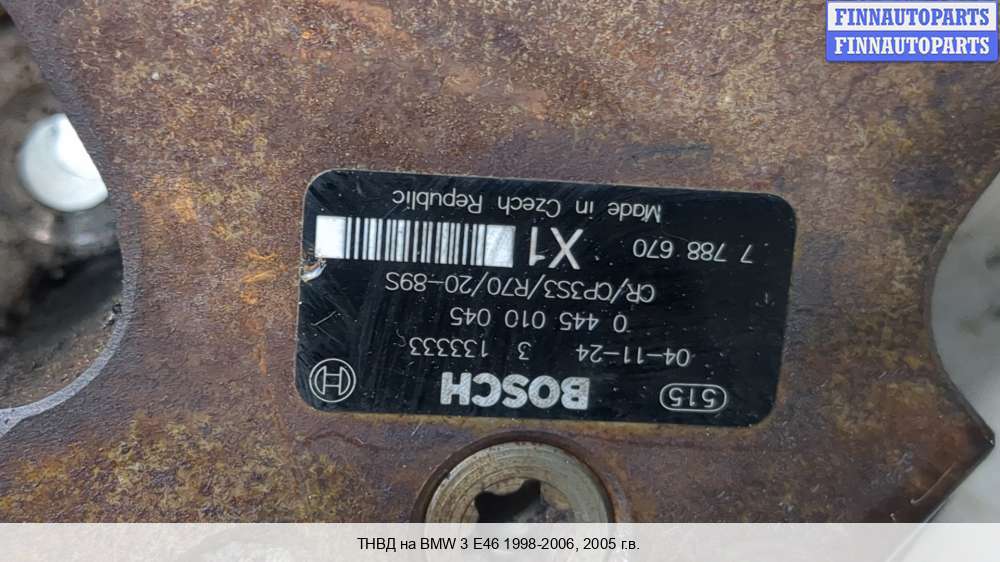 FINNAUTOPARTS
FINNAUTOPARTS
515 BOSCH
04-11-24 3 133333
0 445 010 045
CR/CP3S3/R70/20-89S
7 788 670 X1
Made in Czech Republic
ТНВД на BMW 3 E46 1998-2006, 2005 г.в.